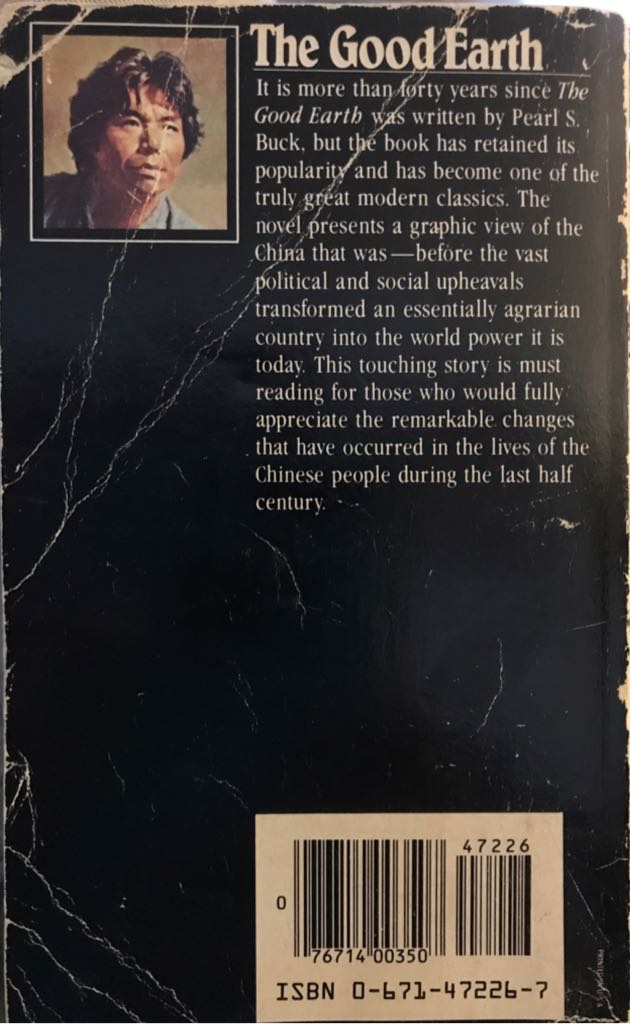 The Good Earth
It is more than forty years since The
Good Earth was written by Pearl S.
Buck, but the book has retained its
popularity and has become one of the
truly great modern classics. The
novel presents a graphic view of the
China that was—before the vast
political and social upheavals
transformed an essentially agrarian
country into the world power it is
today. This touching story is must
reading for those who would fully
appreciate the remarkable changes
that have occurred in the lives of the
Chinese people during the last half
century.
47226
0
76714 00350
ISBN 0-671-47226-7